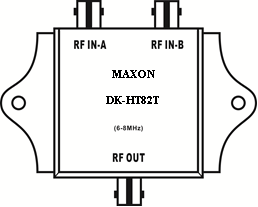 RF IN-A RF IN-B
MAXON
DK-HT82T
(6-8MHz)
RF OUT